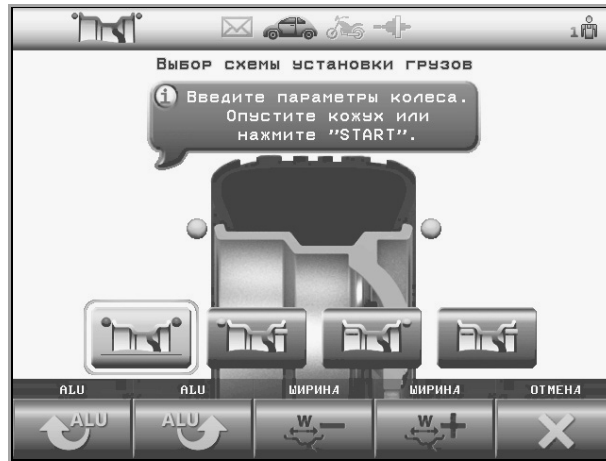 1
Выбор схемы установки грузов
i Введите параметры колеса.
Опустите кожух или
нажмите "START".
ALU ALU ШИРИНА ШИРИНА ОТМЕНА
ALU ALU W W